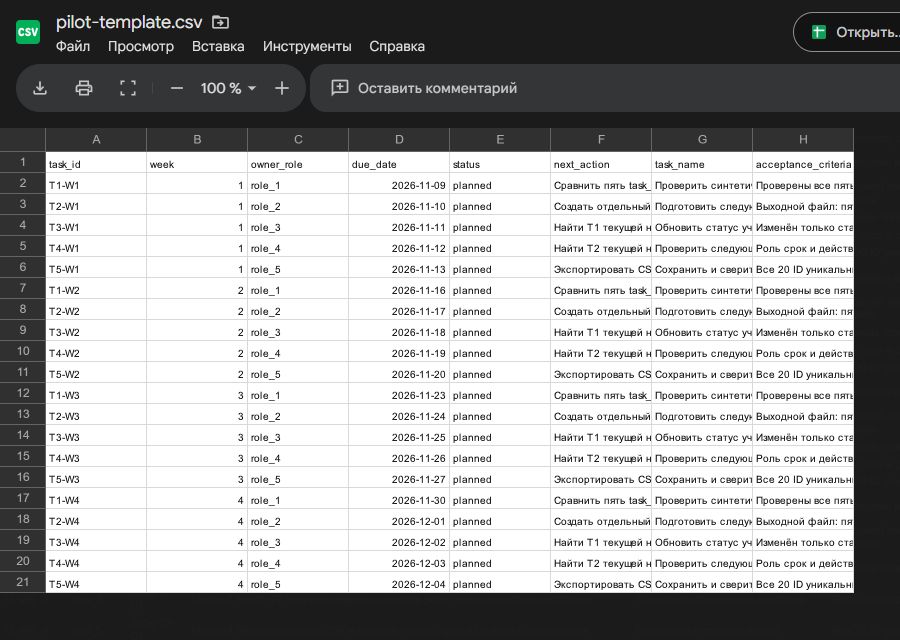 CSV
pilot-template.csv
Файл Просмотр Вставка Инструменты Справка
Открыть...
100 % Оставить комментарий
A B C D E F G H
1 task_id week owner_role due_date status next_action task_name acceptance_criteria
2 T1-W1 1 role_1 2026-11-09 planned Сравнить пять task_ Проверить синтети Проверены все пять
3 T2-W1 1 role_2 2026-11-10 planned Создать отдельный Подготовить следую Выходной файл: пя
4 T3-W1 1 role_3 2026-11-11 planned Найти T1 текущей н Обновить статус уч Изменён только ста
5 T4-W1 1 role_4 2026-11-12 planned Найти T2 текущей н Проверить следующ Роль срок и действ
6 T5-W1 1 role_5 2026-11-13 planned Экспортировать CS Сохранить и сверит Все 20 ID уникальн
7 T1-W2 2 role_1 2026-11-16 planned Сравнить пять task_ Проверить синтети Проверены все пять
8 T2-W2 2 role_2 2026-11-17 planned Создать отдельный Подготовить следую Выходной файл: пя
9 T3-W2 2 role_3 2026-11-18 planned Найти T1 текущей н Обновить статус уч Изменён только ста
10 T4-W2 2 role_4 2026-11-19 planned Найти T2 текущей н Проверить следующ Роль срок и действ
11 T5-W2 2 role_5 2026-11-20 planned Экспортировать CS Сохранить и сверит Все 20 ID уникальн
12 T1-W3 3 role_1 2026-11-23 planned Сравнить пять task_ Проверить синтети Проверены все пять
13 T2-W3 3 role_2 2026-11-24 planned Создать отдельный Подготовить следую Выходной файл: пя
14 T3-W3 3 role_3 2026-11-25 planned Найти T1 текущей н Обновить статус уч Изменён только ста
15 T4-W3 3 role_4 2026-11-26 planned Найти T2 текущей н Проверить следующ Роль срок и действ
16 T5-W3 3 role_5 2026-11-27 planned Экспортировать CS Сохранить и сверит Все 20 ID уникальн
17 T1-W4 4 role_1 2026-11-30 planned Сравнить пять task_ Проверить синтети Проверены все пять
18 T2-W4 4 role_2 2026-12-01 planned Создать отдельный Подготовить следую Выходной файл: пя
19 T3-W4 4 role_3 2026-12-02 planned Найти T1 текущей н Обновить статус уч Изменён только ста
20 T4-W4 4 role_4 2026-12-03 planned Найти T2 текущей н Проверить следующ Роль срок и действ
21 T5-W4 4 role_5 2026-12-04 planned Экспортировать CS Сохранить и сверит Все 20 ID уникальн